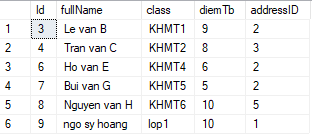 Id fullName class diemTb addressID
1 3 Le van B KHMT1 9 2
2 4 Tran van C KHMT2 8 3
3 6 Ho van E KHMT4 6 2
4 7 Bui van G KHMT5 5 2
5 8 Nguyen van H KHMT6 10 5
6 9 ngo sy hoang lop1 10 1